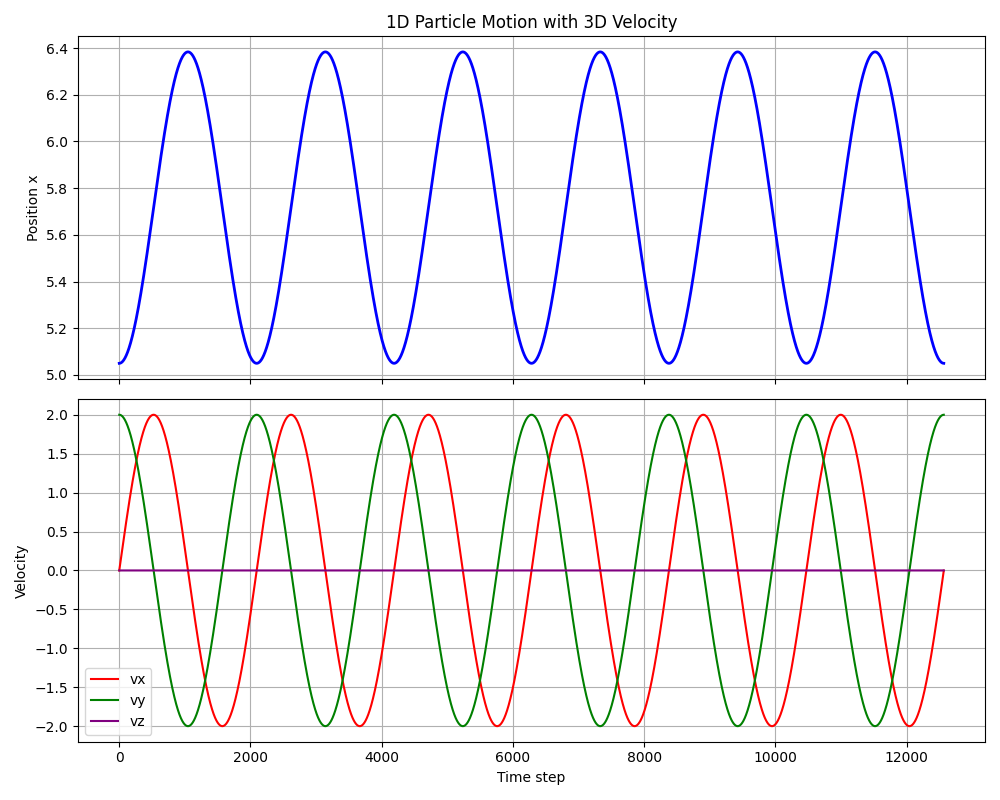 1D Particle Motion with 3D Velocity
6.4
6.2
6.0
5.8
5.6
5.4
5.2
5.0
Position x
2.0
1.5
1.0
0.5
0.0
−0.5
−1.0
−1.5
−2.0
Velocity
vx
vy
vz
0 2000 4000 6000 8000 10000 12000
Time step